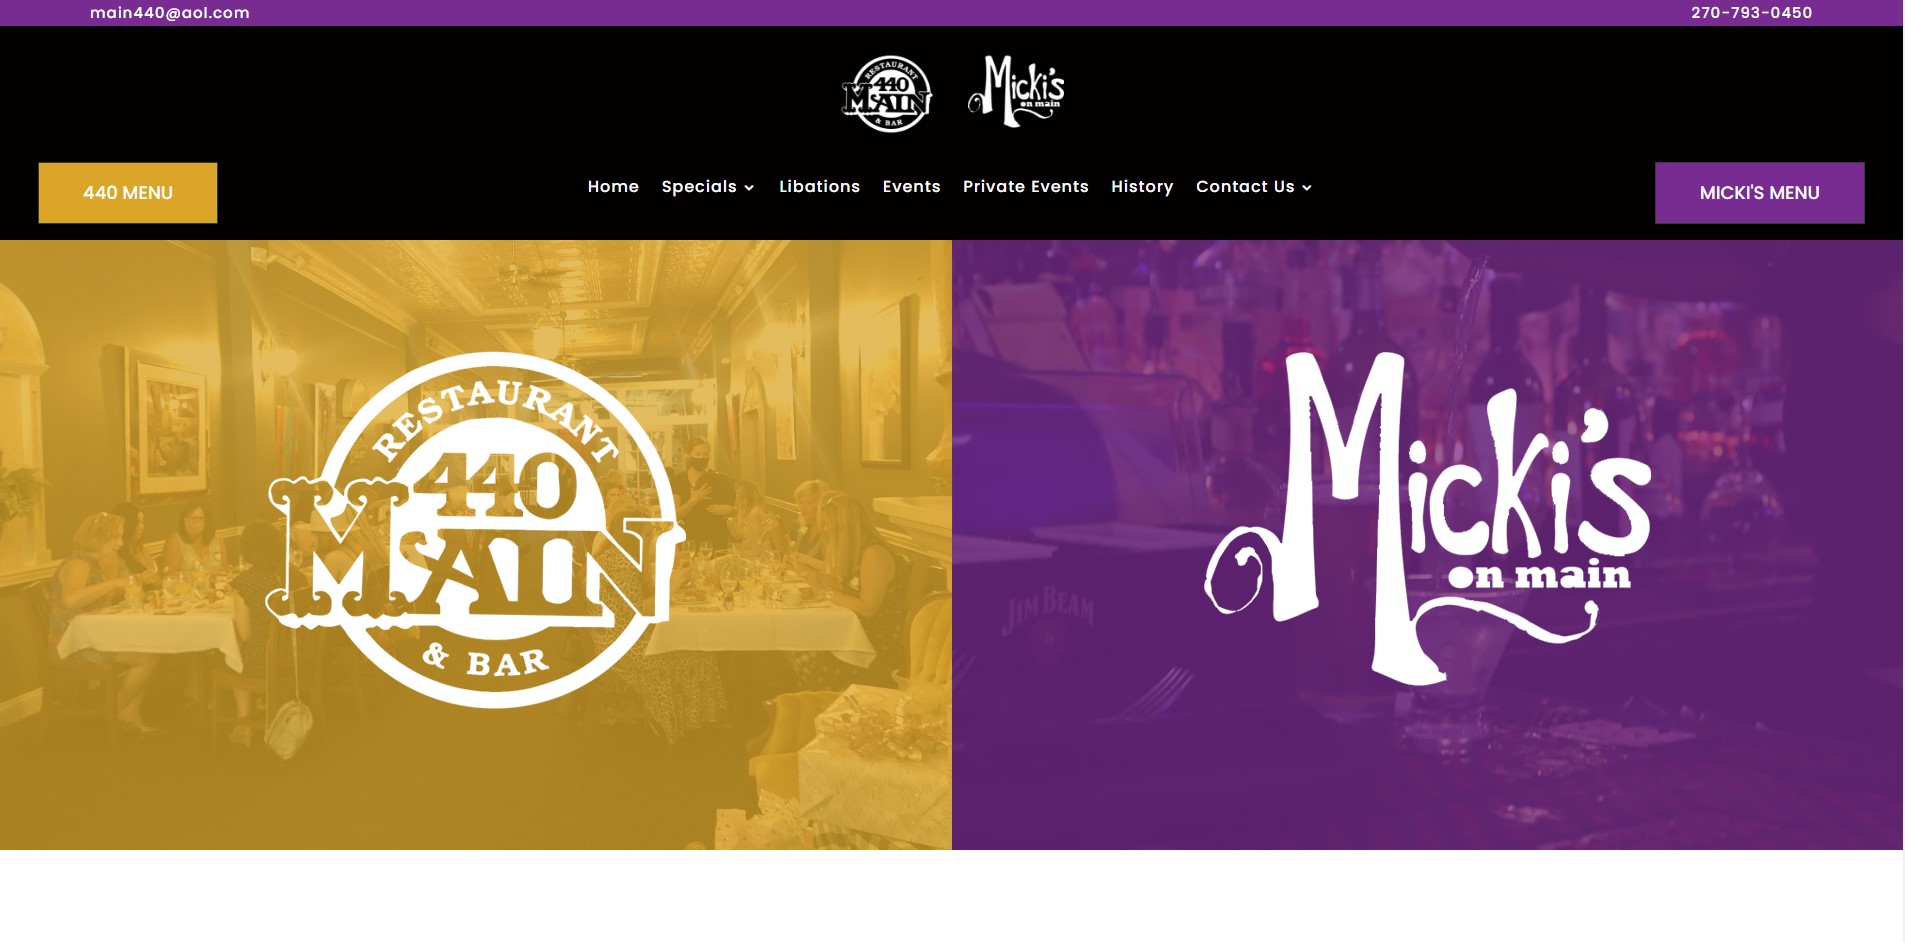 main440@aol.com
270-793-0450
RESTAURANT
440
MAIN
& BAR
Micki's
on main
440 MENU
Home
Specials
Libations
Events
Private Events
History
Contact Us
MICKI'S MENU
RESTAURANT
440
MAIN
& BAR
Micki's
on main
JIM BEAM